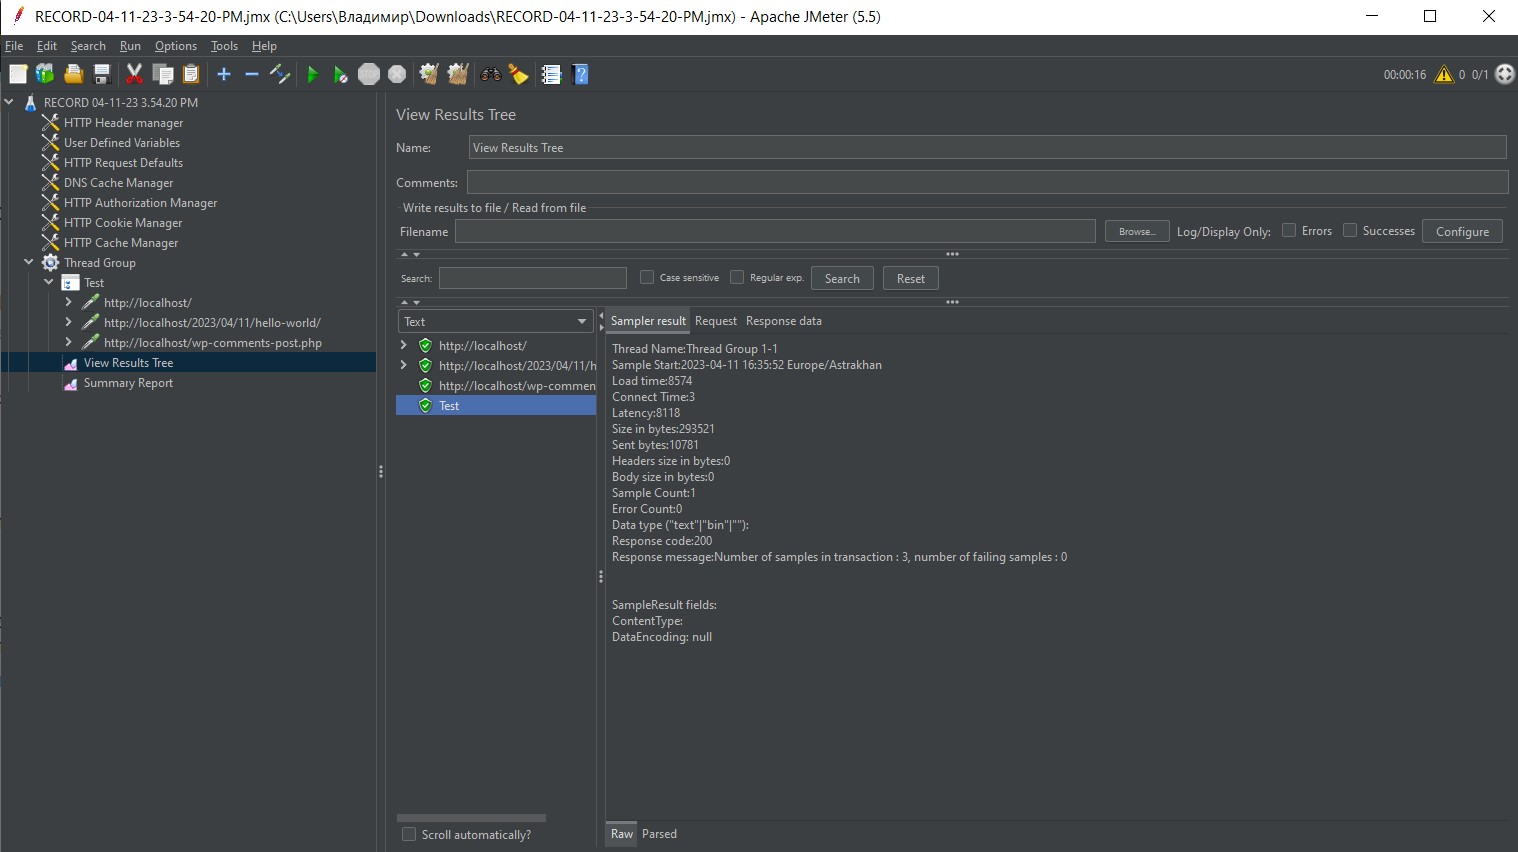 RECORD-04-11-23-3-54-20-PM.jmx (C:\Users\Владимир\Downloads\RECORD-04-11-23-3-54-20-PM.jmx) - Apache JMeter (5.5)
File Edit Search Run Options Tools Help
STOP 00:00:16 0 0/1
RECORD 04-11-23 3.54.20 PM
HTTP Header manager
User Defined Variables
HTTP Request Defaults
DNS Cache Manager
HTTP Authorization Manager
HTTP Cookie Manager
HTTP Cache Manager
Thread Group
Test
http://localhost/
http://localhost/2023/04/11/hello-world/
http://localhost/wp-comments-post.php
View Results Tree
Summary Report
View Results Tree
Name: View Results Tree
Comments:
Write results to file / Read from file
Filename Browse... Log/Display Only: Errors Successes Configure
Search: Case sensitive Regular exp. Search Reset
Text
http://localhost/
http://localhost/2023/04/11/h
http://localhost/wp-commen
Test
Scroll automatically?
Sampler result Request Response data
Thread Name:Thread Group 1-1
Sample Start:2023-04-11 16:35:52 Europe/Astrakhan
Load time:8574
Connect Time:3
Latency:8118
Size in bytes:293521
Sent bytes:10781
Headers size in bytes:0
Body size in bytes:0
Sample Count:1
Error Count:0
Data type ("text"|"bin"|""):
Response code:200
Response message:Number of samples in transaction : 3, number of failing samples : 0
SampleResult fields:
ContentType:
DataEncoding: null
Raw Parsed